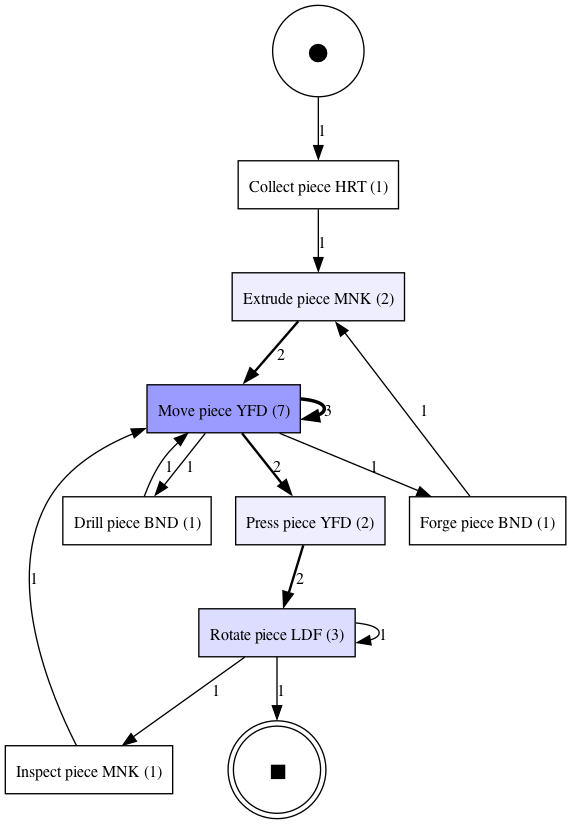 1
Collect piece HRT (1)
1
Extrude piece MNK (2)
2
1
Move piece YFD (7)
3
1
1
2
1
Drill piece BND (1)
Press piece YFD (2)
Forge piece BND (1)
1
2
Rotate piece LDF (3)
1
1
1
Inspect piece MNK (1)